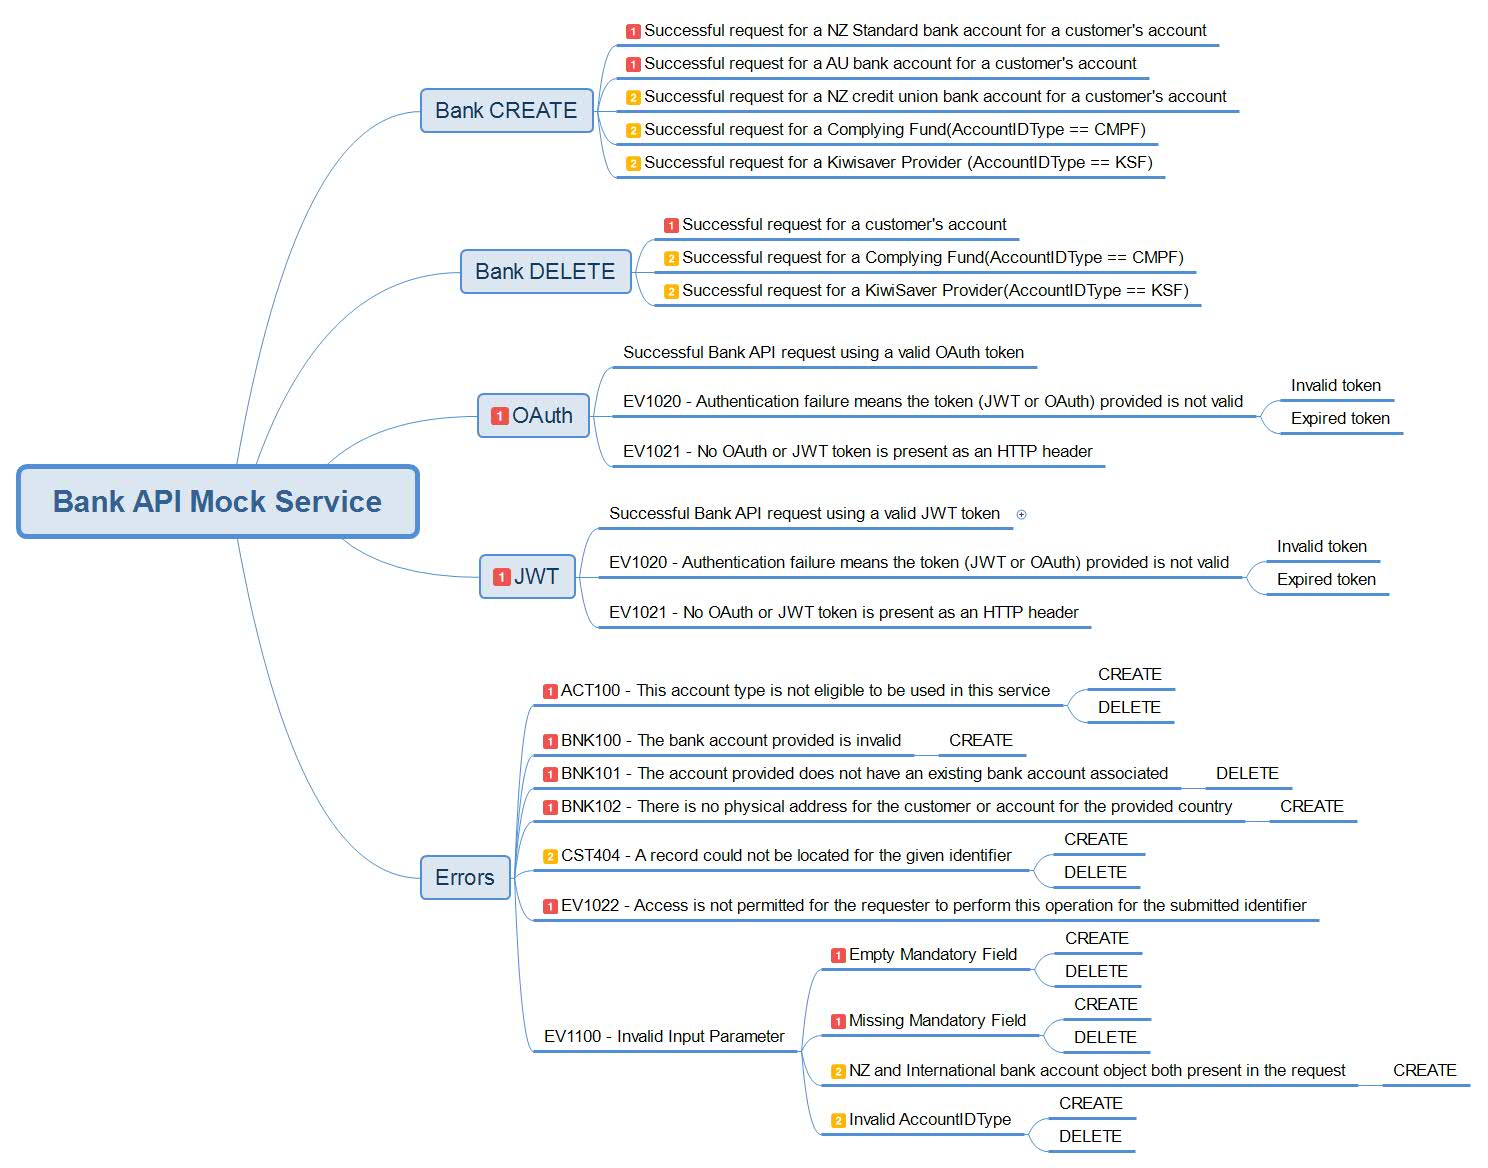 1 Successful request for a NZ Standard bank account for a customer's account
1 Successful request for a AU bank account for a customer's account
Bank CREATE
2 Successful request for a NZ credit union bank account for a customer's account
2 Successful request for a Complying Fund(AccountIDType == CMPF)
2 Successful request for a Kiwisaver Provider (AccountIDType == KSF)
1 Successful request for a customer's account
Bank DELETE
2 Successful request for a Complying Fund(AccountIDType == CMPF)
2 Successful request for a KiwiSaver Provider(AccountIDType == KSF)
Successful Bank API request using a valid OAuth token
1 OAuth
EV1020 - Authentication failure means the token (JWT or OAuth) provided is not valid
Invalid token
Expired token
EV1021 - No OAuth or JWT token is present as an HTTP header
Bank API Mock Service
Successful Bank API request using a valid JWT token
1 JWT
EV1020 - Authentication failure means the token (JWT or OAuth) provided is not valid
Invalid token
Expired token
EV1021 - No OAuth or JWT token is present as an HTTP header
Errors
1 ACT100 - This account type is not eligible to be used in this service
CREATE
DELETE
1 BNK100 - The bank account provided is invalid
CREATE
1 BNK101 - The account provided does not have an existing bank account associated
DELETE
1 BNK102 - There is no physical address for the customer or account for the provided country
CREATE
2 CST404 - A record could not be located for the given identifier
CREATE
DELETE
1 EV1022 - Access is not permitted for the requester to perform this operation for the submitted identifier
EV1100 - Invalid Input Parameter
1 Empty Mandatory Field
CREATE
DELETE
1 Missing Mandatory Field
CREATE
DELETE
2 NZ and International bank account object both present in the request
CREATE
2 Invalid AccountIDType
CREATE
DELETE